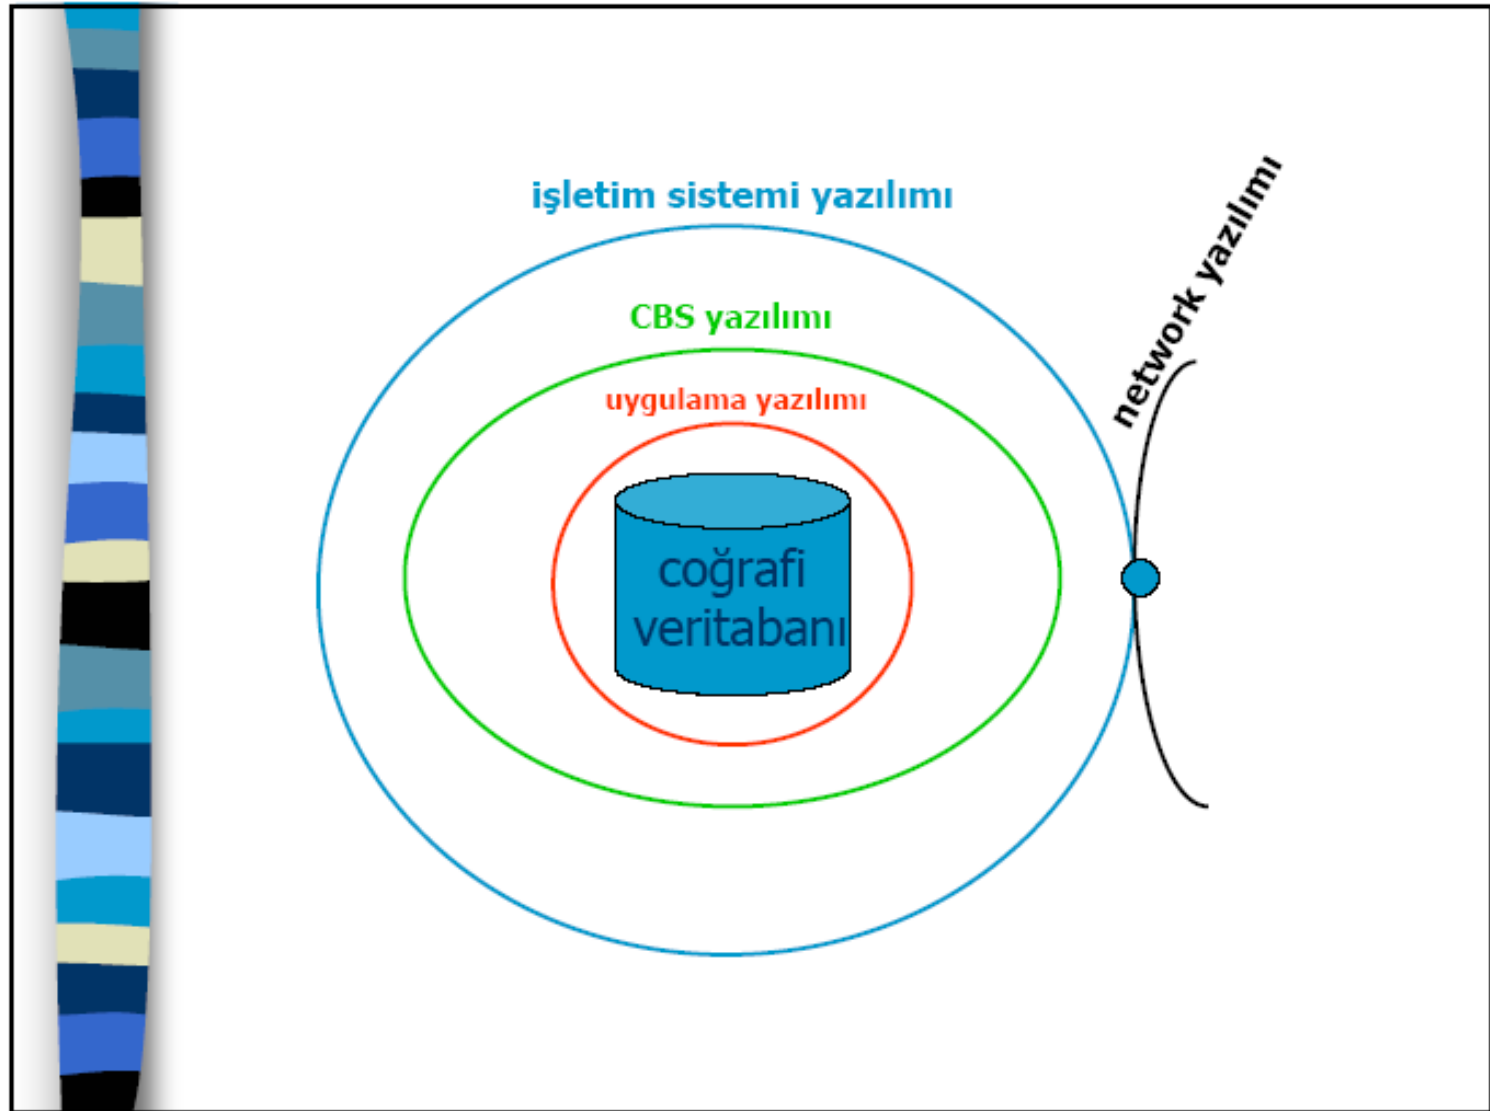 işletim sistemi yazılımı
network yazılımı
CBS yazılımı
uygulama yazılımı
coğrafi
veritabanı